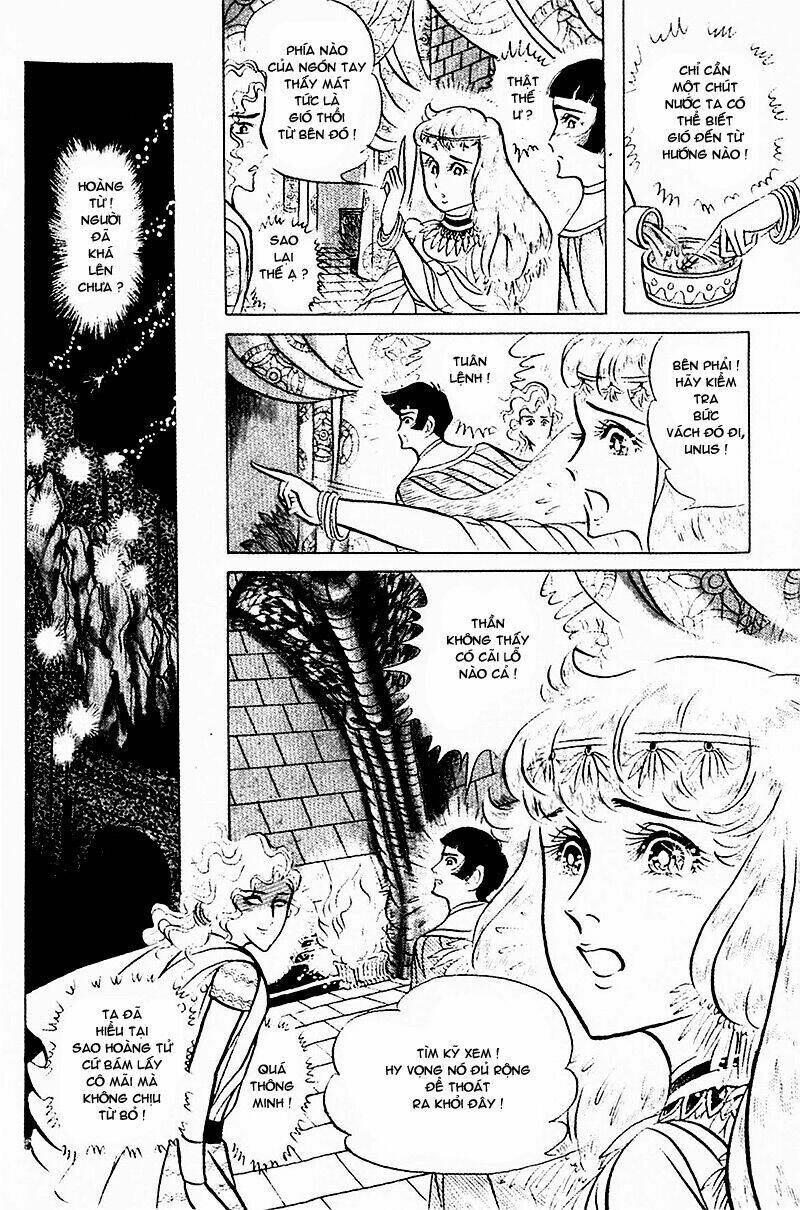 CHỈ CẦN
MỘT CHÚT
NƯỚC TA CÓ
THỂ BIẾT
GIÓ ĐẾN TỪ
HƯỚNG NÀO !
THẬT
THẾ
Ư ?
PHÍA NÀO
CỦA NGÓN TAY
THẤY MÁT
TỨC LÀ
GIÓ THỔI
TỪ BÊN ĐÓ !
SAO
LẠI
THẾ Ạ ?
BÊN PHẢI !
HÃY KIỂM
TRA
BỨC
VÁCH ĐÓ ĐI,
UNUS !
TUÂN
LỆNH !
THẦN
KHÔNG THẤY
CÓ CÁI LỖ
NÀO CẢ !
TÌM KỸ XEM !
HY VỌNG NÓ ĐỦ RỘNG
ĐỂ THOÁT
RA KHỎI ĐÂY !
QUÁ
THÔNG
MINH !
TA ĐÃ
HIỂU TẠI
SAO HOÀNG TỬ
CỨ BÁM LẤY
CÔ MÃI MÀ
KHÔNG CHỊU
TỪ BỎ !
HOÀNG
TỬ !
NGƯỜI
ĐÃ
KHÁ
LÊN
CHƯA ?